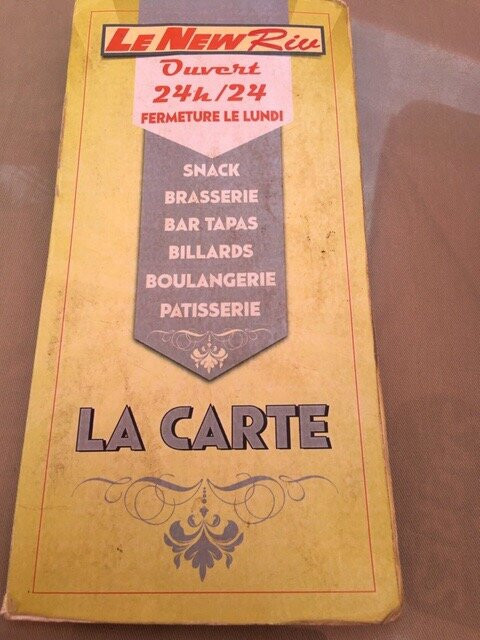 LE NEW Riv
Ouvert
24h/24
FERMETURE LE LUNDI
SNACK
BRASSERIE
BAR TAPAS
BILLARDS
BOULANGERIE
PATISSERIE
LA CARTE